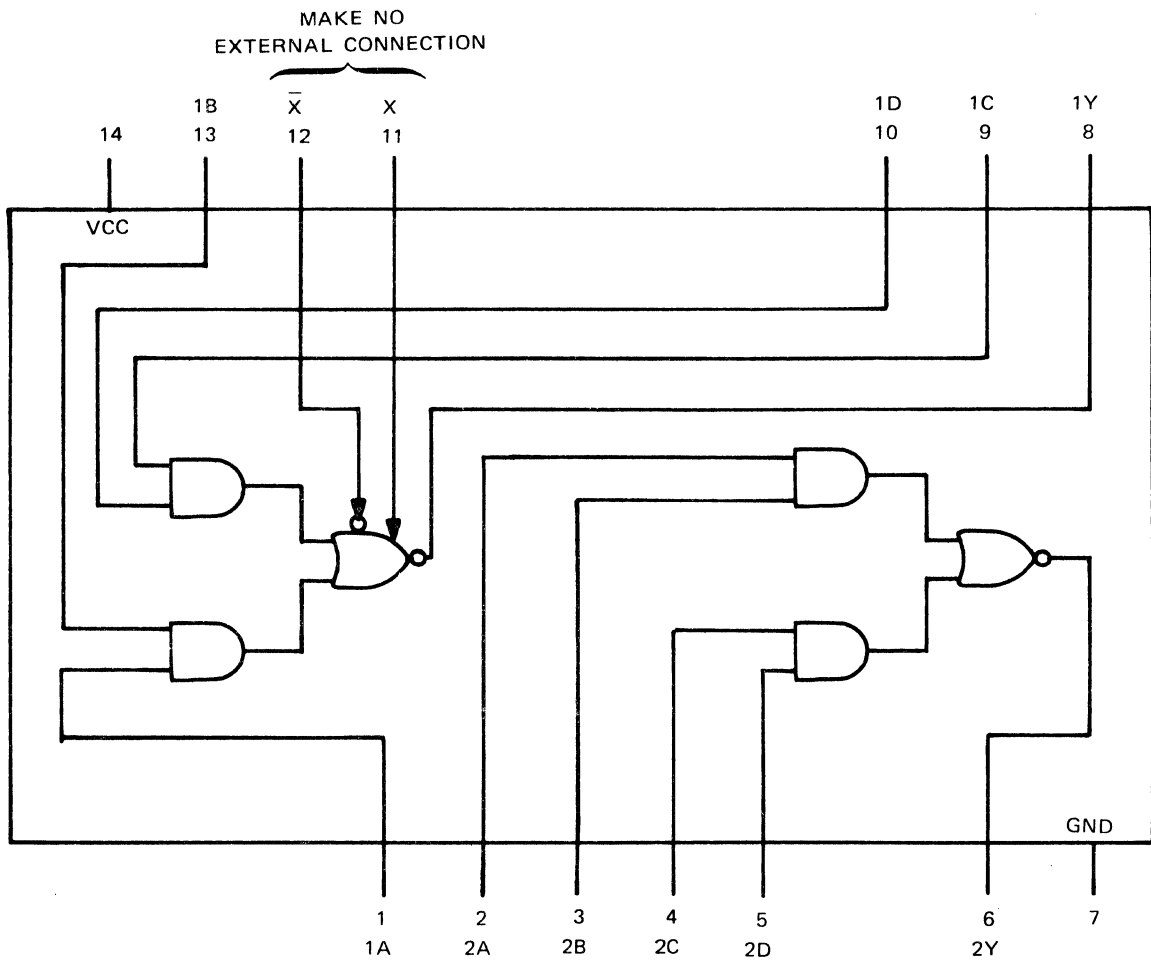 MAKE NO
EXTERNAL CONNECTION
1B X̅ X 1D 1C 1Y
14 13 12 11 10 9 8
VCC
GND
1 2 3 4 5 6 7
1A 2A 2B 2C 2D 2Y